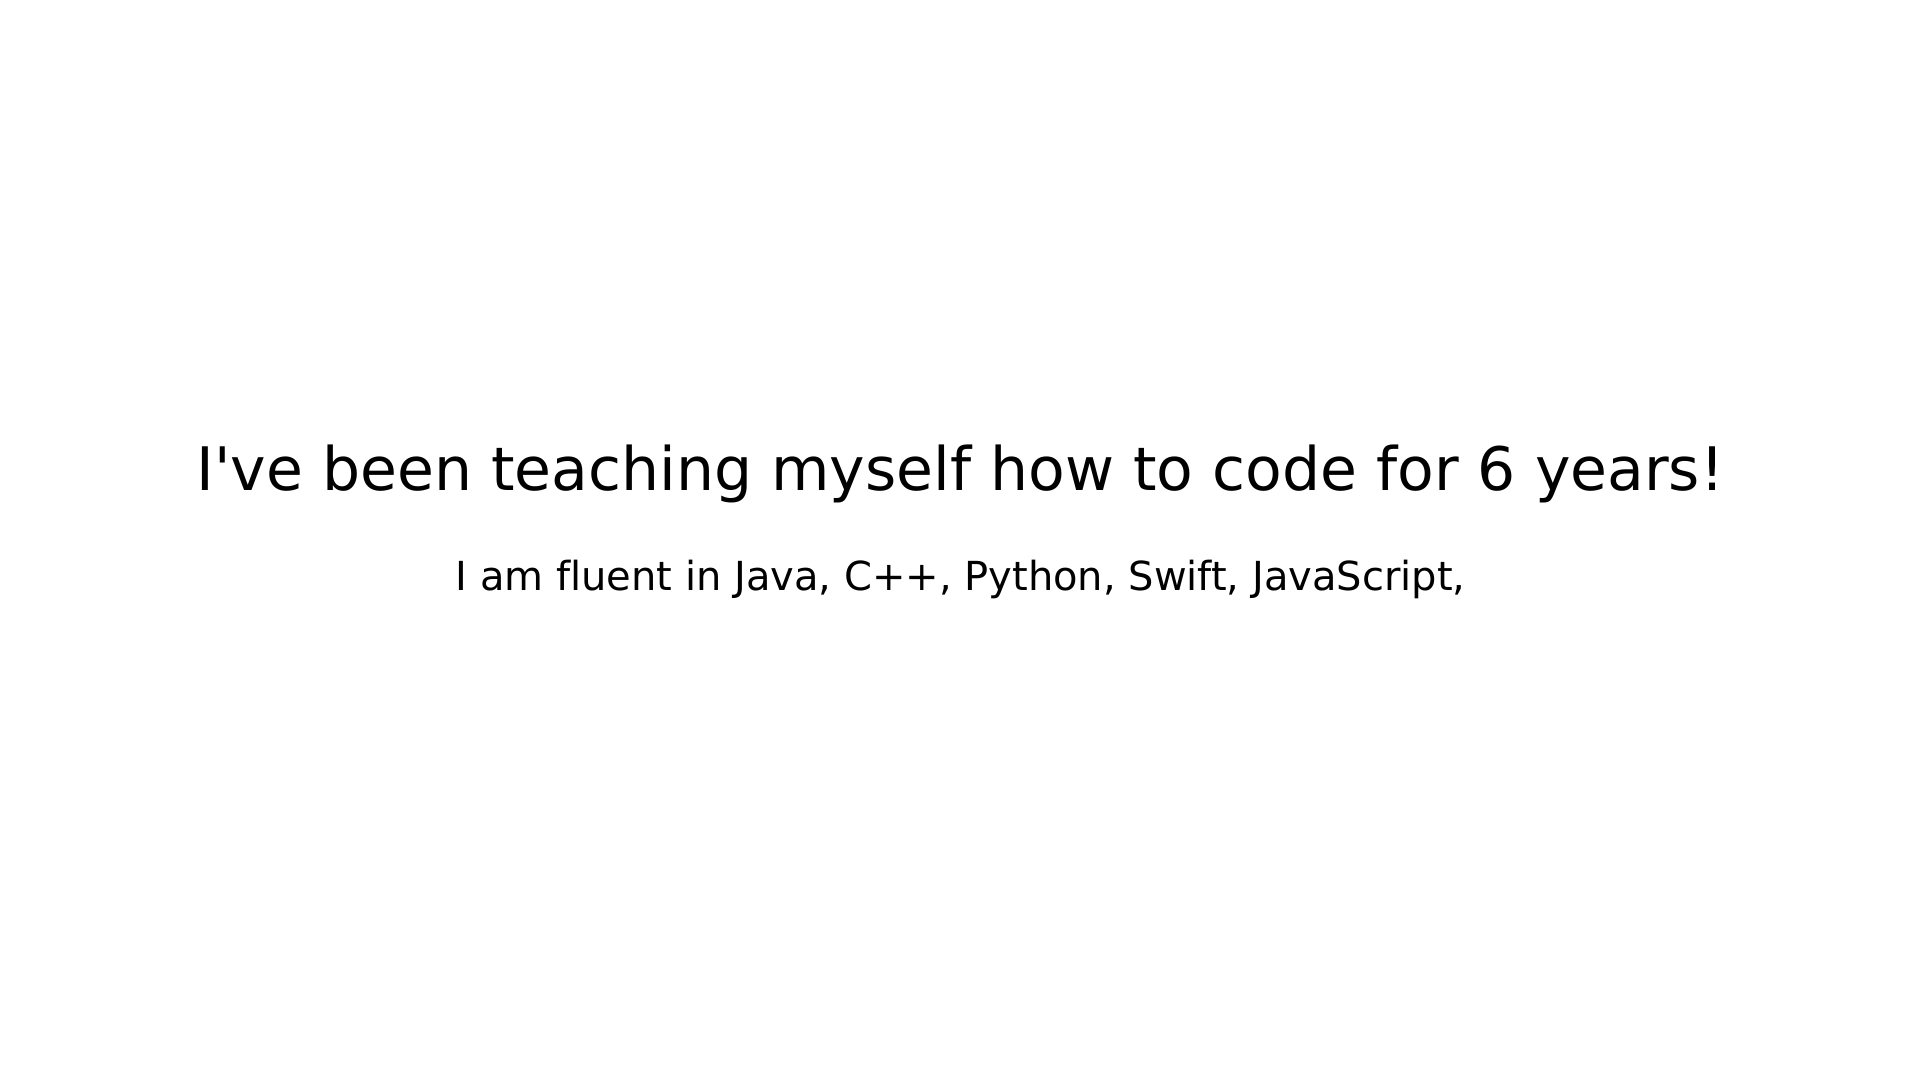 I've been teaching myself how to code for 6 years!
I am fluent in Java, C++, Python, Swift, JavaScript,